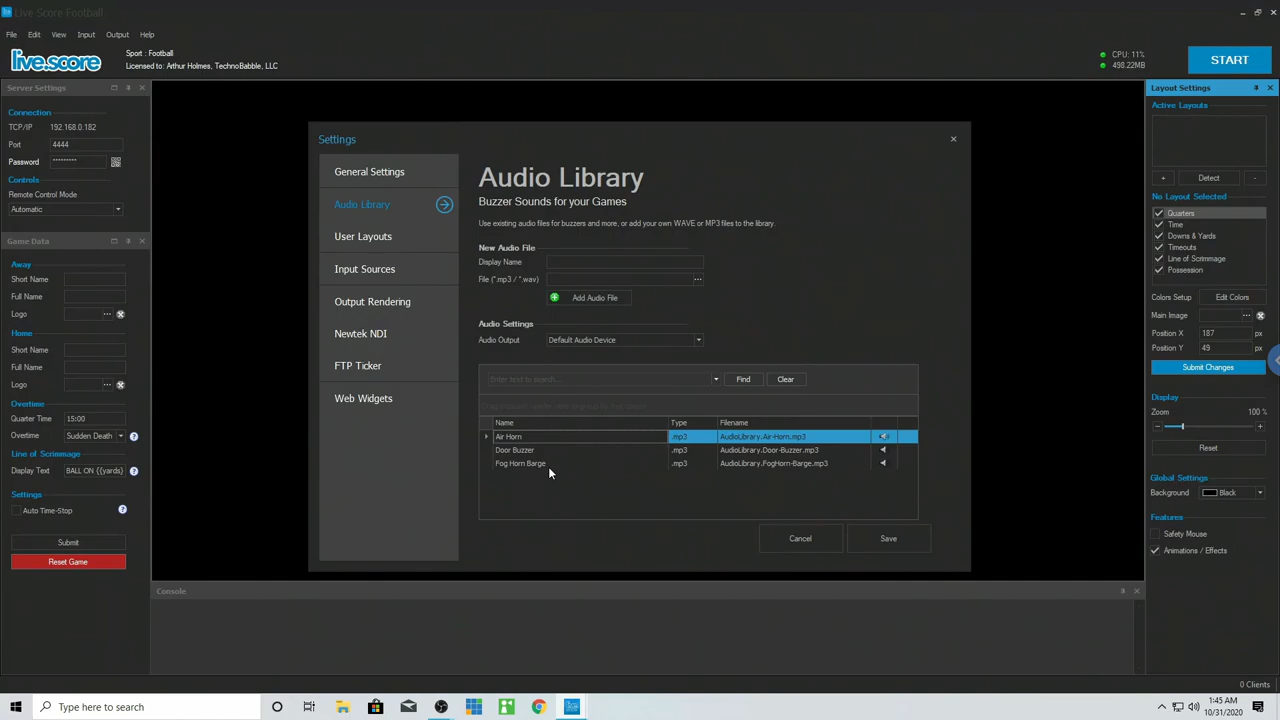 Live Score Football
File Edit View Input Output Help
live.score
Sport : Football
Licensed to: Arthur Holmes, TechnoBabble, LLC
CPU: 11%
498.22MB
START
Server Settings
Connection
TCP/IP 192.168.0.182
Port 4444
Password *********
Controls
Remote Control Mode
Automatic
Game Data
Away
Short Name
Full Name
Logo ...
Home
Short Name
Full Name
Logo ...
Overtime
Quarter Time 15:00
Overtime Sudden Death ?
Line of Scrimmage
Display Text BALL ON {{yards} ?
Settings
Auto Time-Stop ?
Submit
Reset Game
Settings
General Settings
Audio Library
User Layouts
Input Sources
Output Rendering
Newtek NDI
FTP Ticker
Web Widgets
Audio Library
Buzzer Sounds for your Games
Use existing audio files for buzzers and more, or add your own WAVE or MP3 files to the library.
New Audio File
Display Name
File (*.mp3 / *.wav) ...
Add Audio File
Audio Settings
Audio Output Default Audio Device
Enter text to search... Find Clear
Name Type Filename
Air Horn .mp3 AudioLibrary.Air-Horn.mp3
Door Buzzer .mp3 AudioLibrary.Door-Buzzer.mp3
Fog Horn Barge .mp3 AudioLibrary.FogHorn-Barge.mp3
Cancel Save
Layout Settings
Active Layouts
+ Detect -
No Layout Selected
Quarters
Time
Downs & Yards
Timeouts
Line of Scrimmage
Possession
Colors Setup Edit Colors
Main Image ...
Position X 187 px
Position Y 49 px
Submit Changes
Display
Zoom 100 %
Reset
Global Settings
Background Black
Features
Safety Mouse
Animations / Effects
Console
0 Clients
Type here to search
1:45 AM
10/31/2020